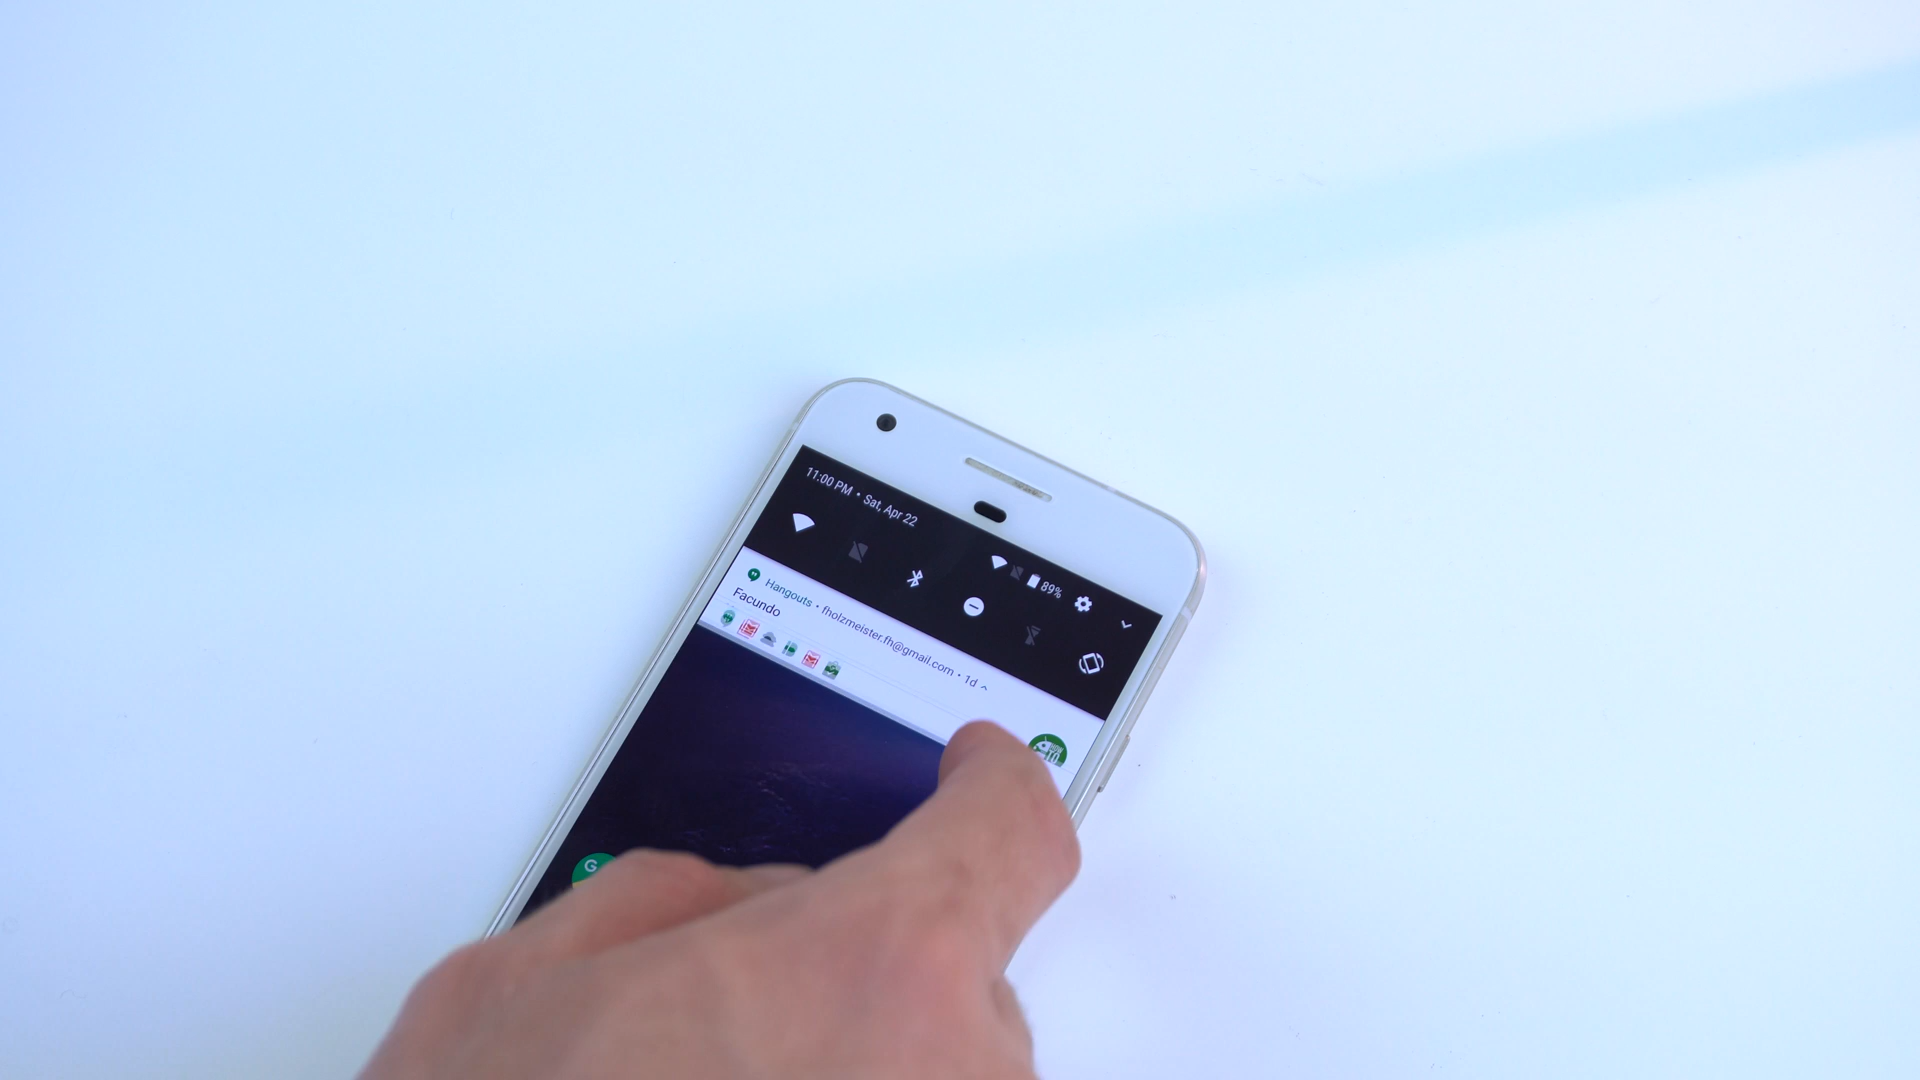 11:00 PM • Sat, Apr 22
89%
Hangouts • fholzmeister.fh@gmail.com • 1d
Facundo
G